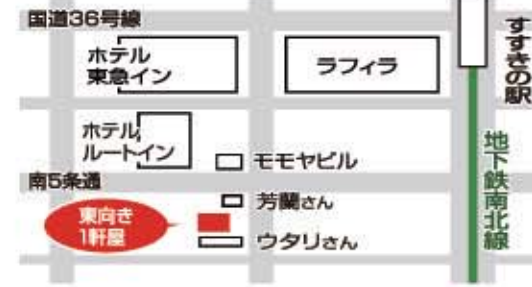 国道36号線
すすきの駅
ホテル
東急イン
ラフィラ
ホテル
ルートイン
地下鉄南北線
モモヤビル
南5条通
芳蘭さん
東向き
1軒屋
ウタリさん